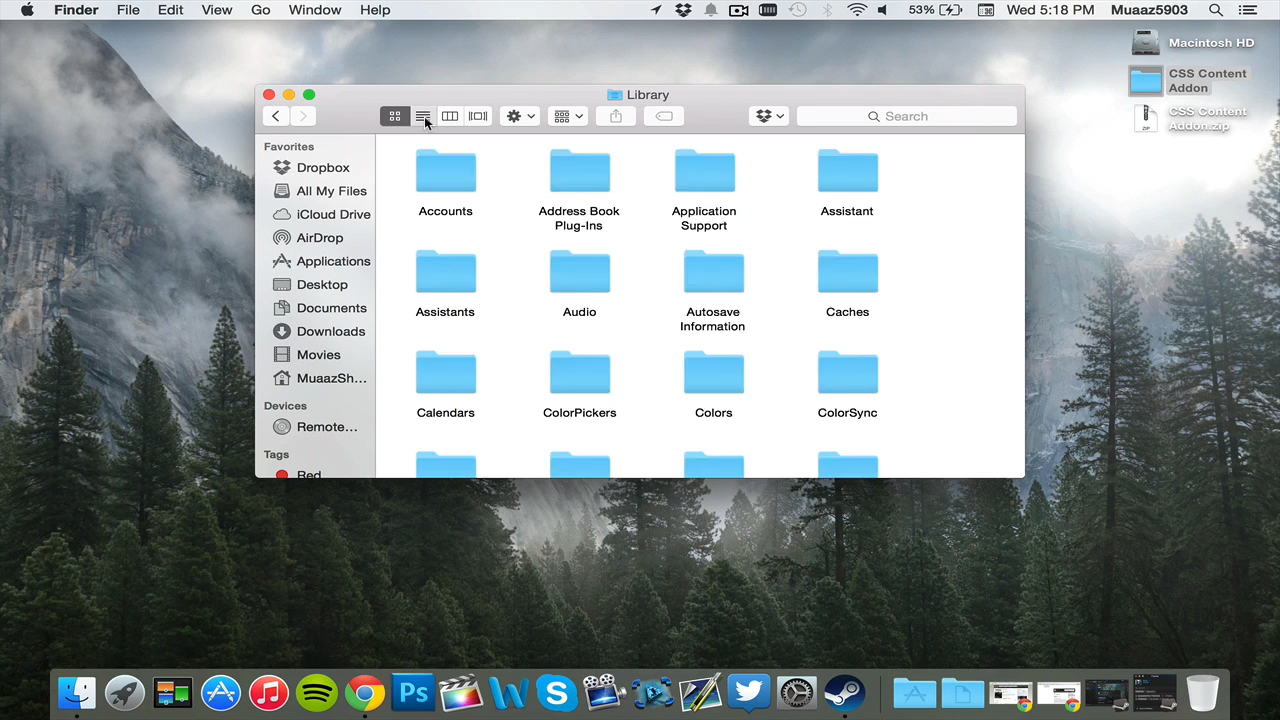 Finder File Edit View Go Window Help 53% Wed 5:18 PM Muaaz5903
Macintosh HD
CSS Content
Addon
CSS Content
Addon.zip
ZIP
Library
Search
Favorites
Dropbox
All My Files
iCloud Drive
AirDrop
Applications
Desktop
Documents
Downloads
Movies
MuaazSh...
Devices
Remote...
Tags
Red
Accounts
Address Book
Plug-Ins
Application
Support
Assistant
Assistants
Audio
Autosave
Information
Caches
Calendars
ColorPickers
Colors
ColorSync
Ps